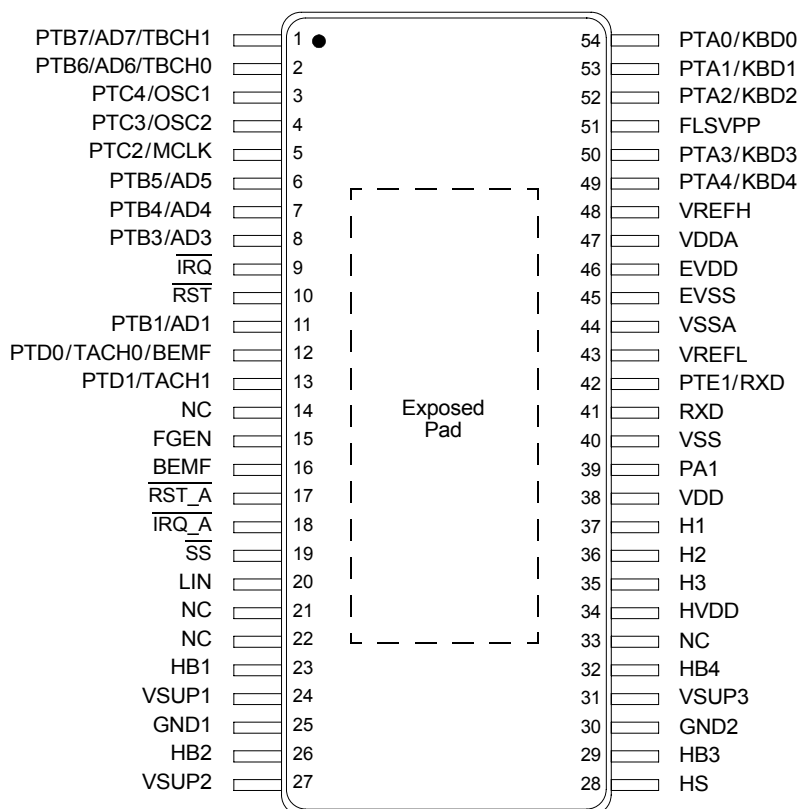 PTB7/AD7/TBCH1 1 54 PTA0/KBD0
PTB6/AD6/TBCH0 2 53 PTA1/KBD1
PTC4/OSC1 3 52 PTA2/KBD2
PTC3/OSC2 4 51 FLSVPP
PTC2/MCLK 5 50 PTA3/KBD3
PTB5/AD5 6 49 PTA4/KBD4
PTB4/AD4 7 48 VREFH
PTB3/AD3 8 47 VDDA
IRQ 9 46 EVDD
RST 10 45 EVSS
PTB1/AD1 11 44 VSSA
PTD0/TACH0/BEMF 12 43 VREFL
PTD1/TACH1 13 42 PTE1/RXD
NC 14 Exposed 41 RXD
FGEN 15 Pad 40 VSS
BEMF 16 39 PA1
RST_A 17 38 VDD
IRQ_A 18 37 H1
SS 19 36 H2
LIN 20 35 H3
NC 21 34 HVDD
NC 22 33 NC
HB1 23 32 HB4
VSUP1 24 31 VSUP3
GND1 25 30 GND2
HB2 26 29 HB3
VSUP2 27 28 HS